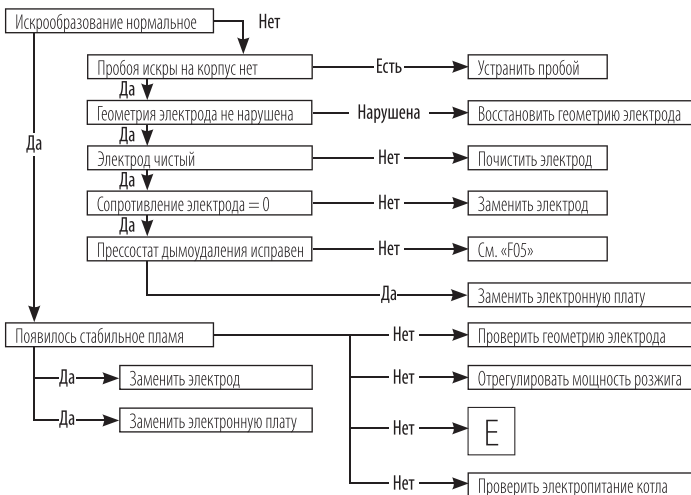 Искрообразование нормальное
Нет
Пробоя искры на корпус нет
Есть
Устранить пробой
Да
Геометрия электрода не нарушена
Нарушена
Восстановить геометрию электрода
Да
Да
Электрод чистый
Нет
Почистить электрод
Да
Сопротивление электрода = 0
Нет
Заменить электрод
Да
Прессостат дымоудаления исправен
Нет
См. «F05»
Да
Заменить электронную плату
Появилось стабильное пламя
Нет
Проверить геометрию электрода
Да
Заменить электрод
Нет
Отрегулировать мощность розжига
Да
Заменить электронную плату
Нет
E
Нет
Проверить электропитание котла